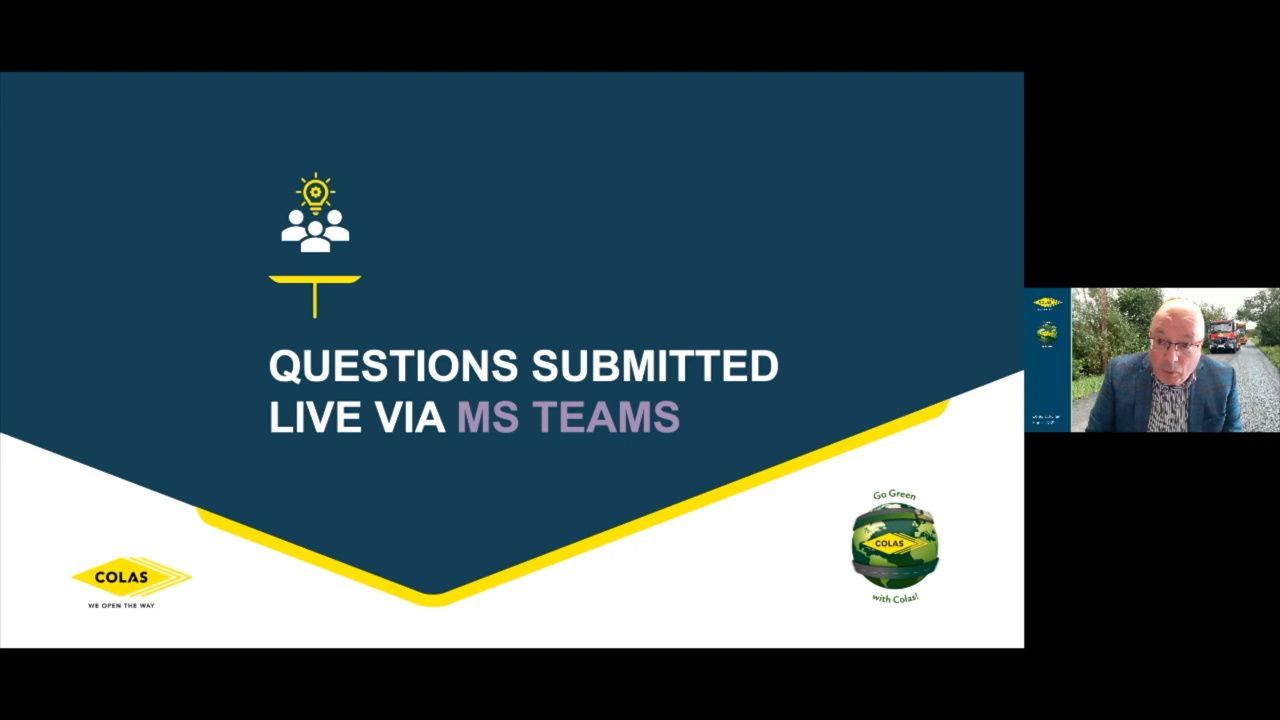 QUESTIONS SUBMITTED
LIVE VIA MS TEAMS
COLAS
WE OPEN THE WAY
Go Green
COLAS
with Colas!